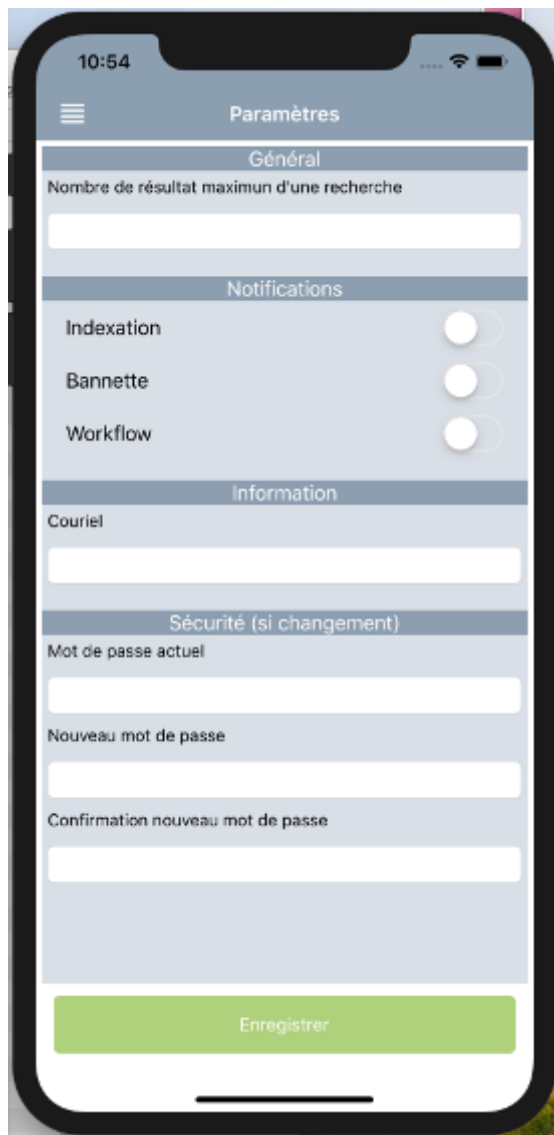 10:54
Paramètres
Général
Nombre de résultat maximun d'une recherche
Notifications
Indexation
Bannette
Workflow
Information
Couriel
Sécurité (si changement)
Mot de passe actuel
Nouveau mot de passe
Confirmation nouveau mot de passe
Enregistrer